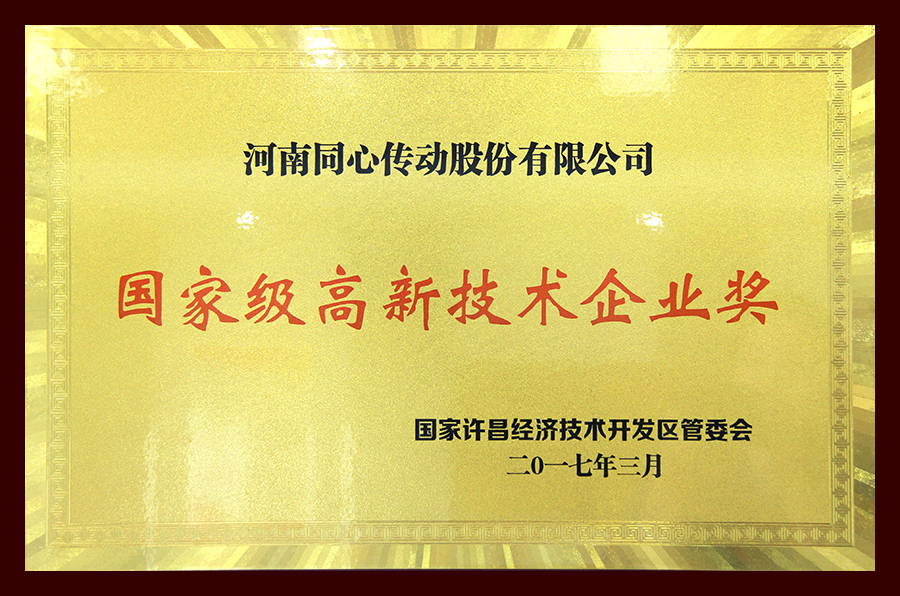 河南同心传动股份有限公司
国家级高新技术企业奖
国家许昌经济技术开发区管委会
二0一七年三月